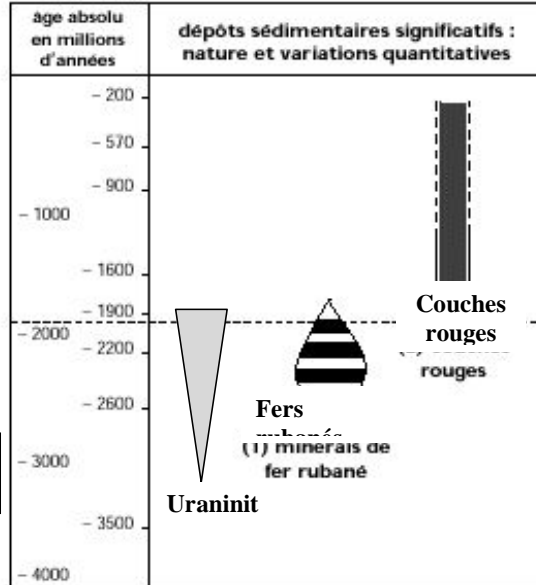 âge absolu
en millions
d'années
dépôts sédimentaires significatifs :
nature et variations quantitatives
– 200
– 570
– 900
– 1000
– 1600
– 1900
– 2000
– 2200
– 2600
– 3000
– 3500
– 4000
Couches
rouges
rouges
Fers
rubanés
(1) minerais de
fer rubané
Uraninit